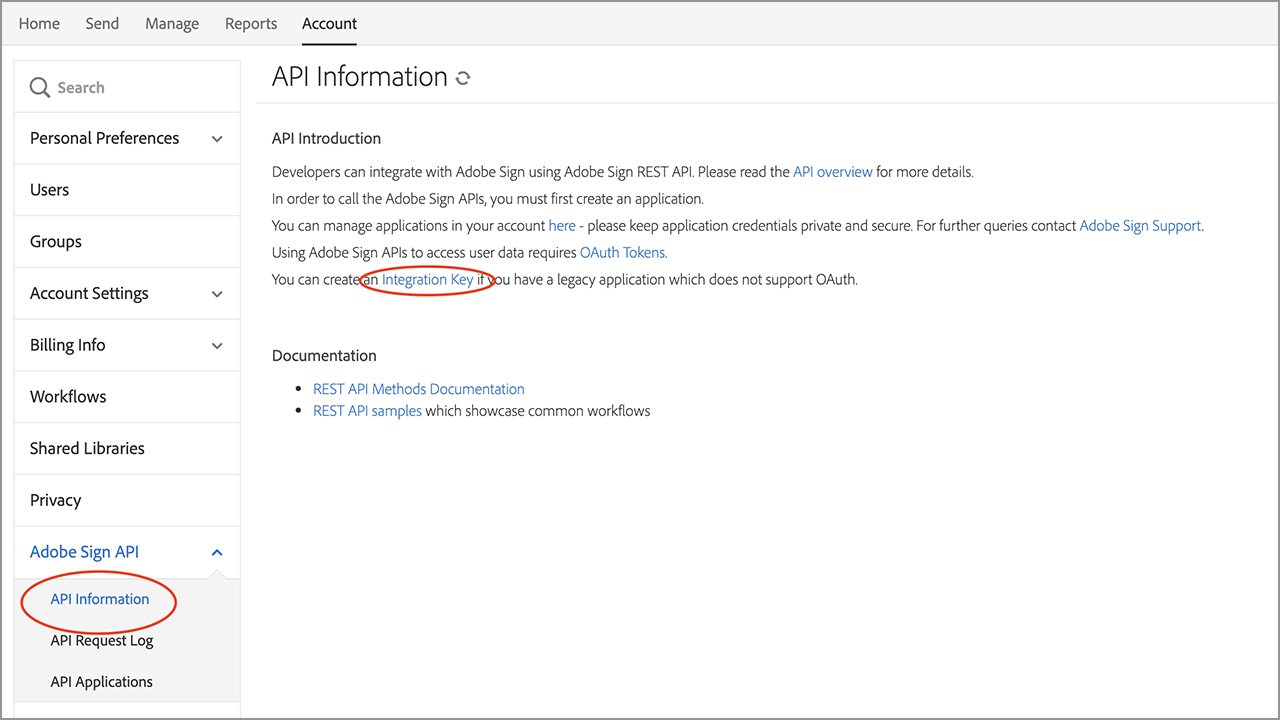 Home Send Manage Reports Account
Search
Personal Preferences
Users
Groups
Account Settings
Billing Info
Workflows
Shared Libraries
Privacy
Adobe Sign API
API Information
API Request Log
API Applications
API Information
API Introduction
Developers can integrate with Adobe Sign using Adobe Sign REST API. Please read the API overview for more details.
In order to call the Adobe Sign APIs, you must first create an application.
You can manage applications in your account here - please keep application credentials private and secure. For further queries contact Adobe Sign Support.
Using Adobe Sign APIs to access user data requires OAuth Tokens.
You can create an Integration Key if you have a legacy application which does not support OAuth.
Documentation
• REST API Methods Documentation
• REST API samples which showcase common workflows